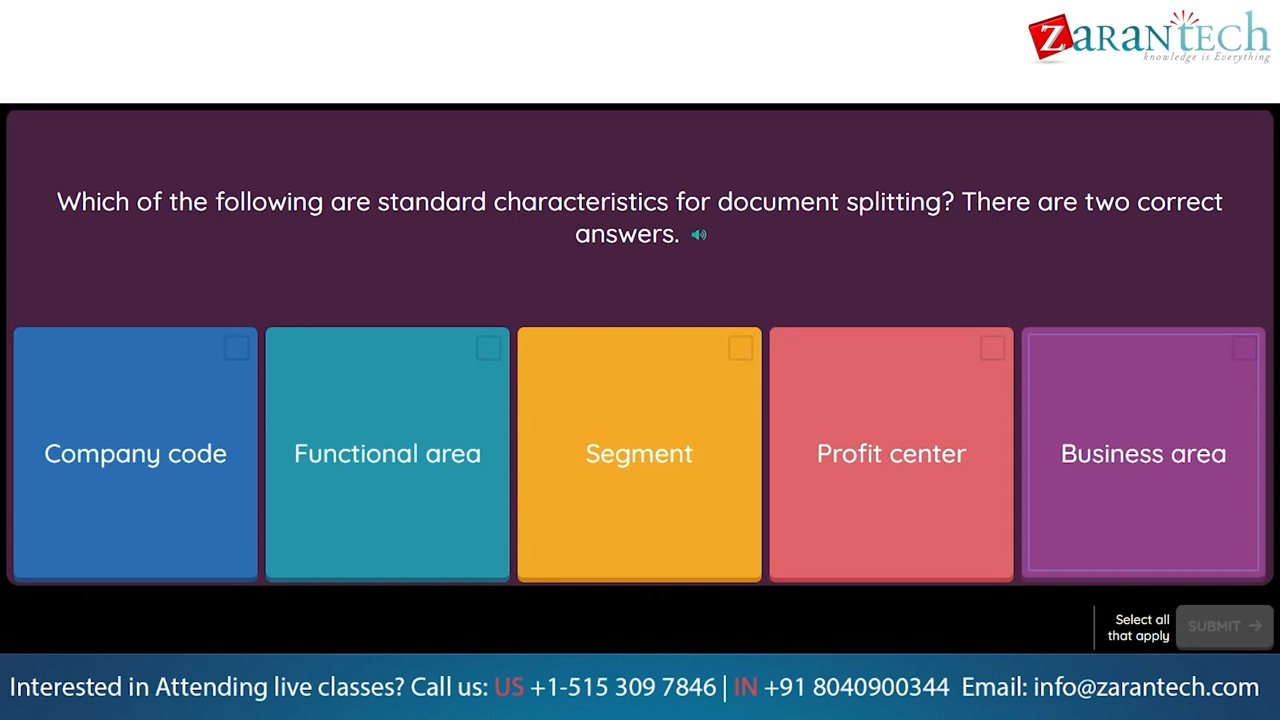 ZARANTECH
knowledge is Everything
Which of the following are standard characteristics for document splitting? There are two correct
answers.
Company code
Functional area
Segment
Profit center
Business area
Select all
that apply
SUBMIT →
Interested in Attending live classes? Call us: US +1-515 309 7846 | IN +91 8040900344 Email: info@zarantech.com